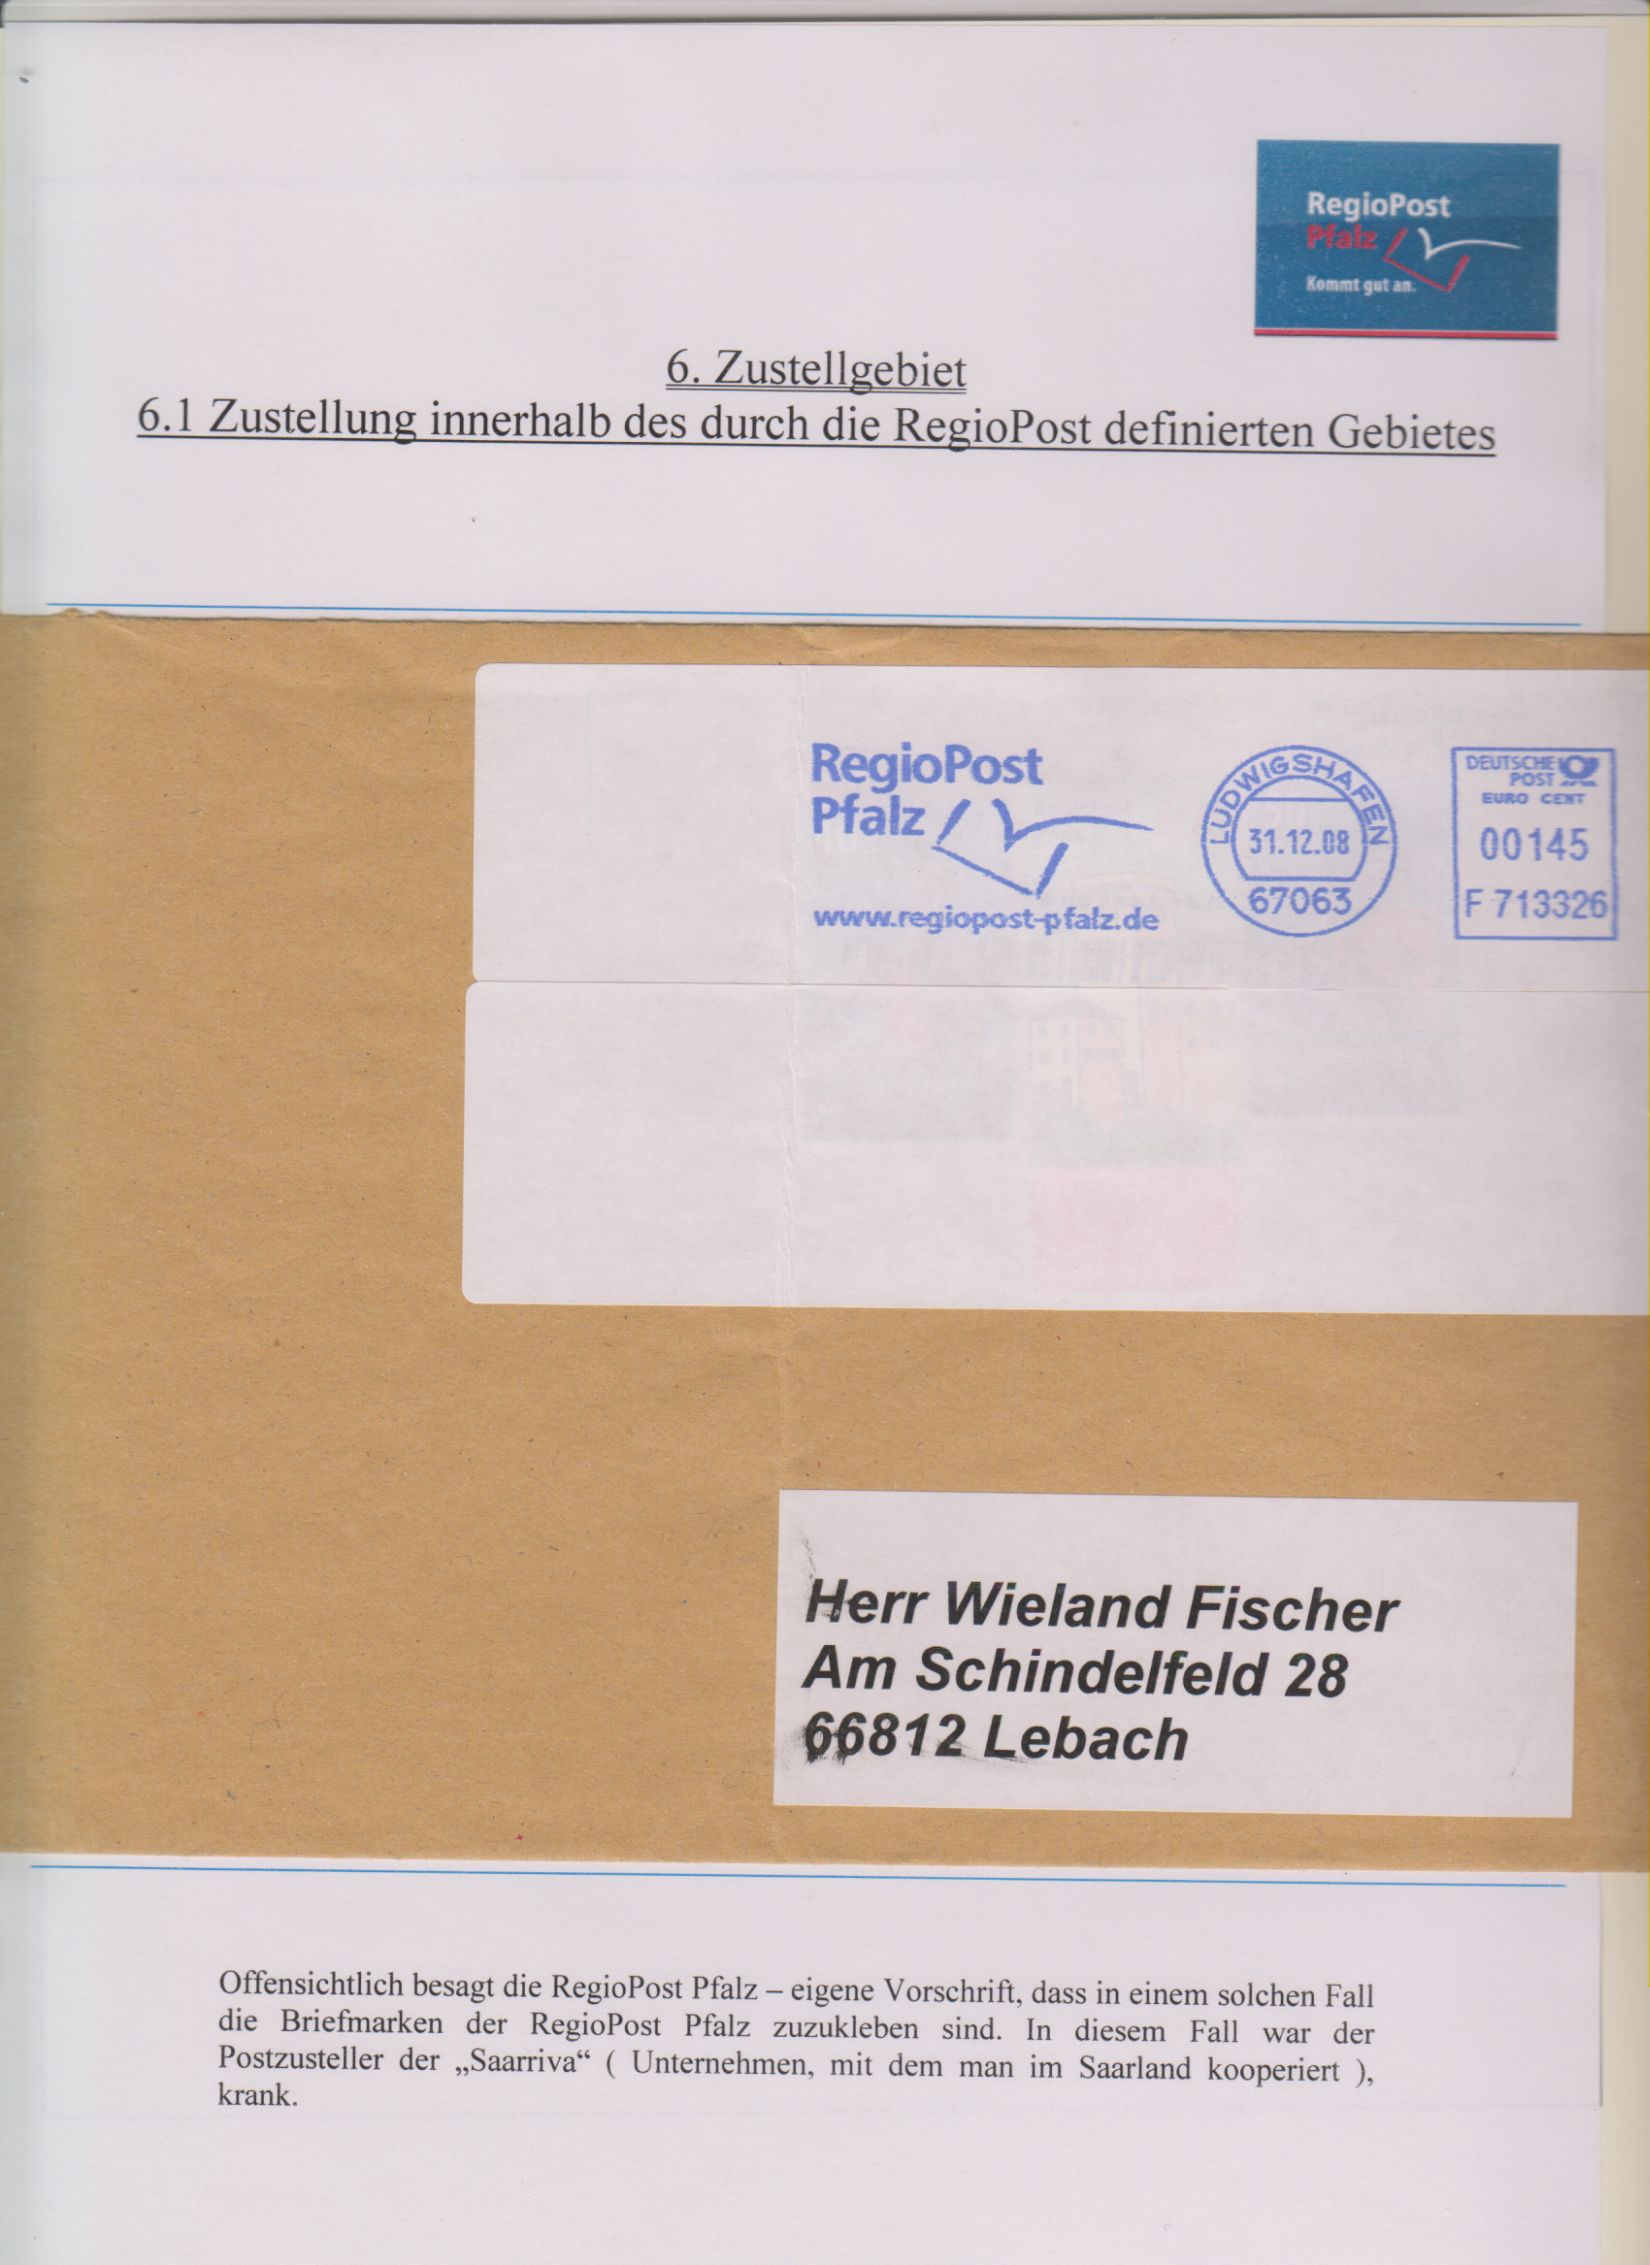 RegioPost
Pfalz
Kommt gut an.
6. Zustellgebiet
6.1 Zustellung innerhalb des durch die RegioPost definierten Gebietes
RegioPost
Pfalz
www.regiopost-pfalz.de
LUDWIGSHAFEN
31.12.08
67063
DEUTSCHE
POST
EURO CENT
00145
F 713326
Herr Wieland Fischer
Am Schindelfeld 28
66812 Lebach
Offensichtlich besagt die RegioPost Pfalz – eigene Vorschrift, dass in einem solchen Fall
die Briefmarken der RegioPost Pfalz zuzukleben sind. In diesem Fall war der
Postzusteller der „Saarriva“ ( Unternehmen, mit dem man im Saarland kooperiert ),
krank.